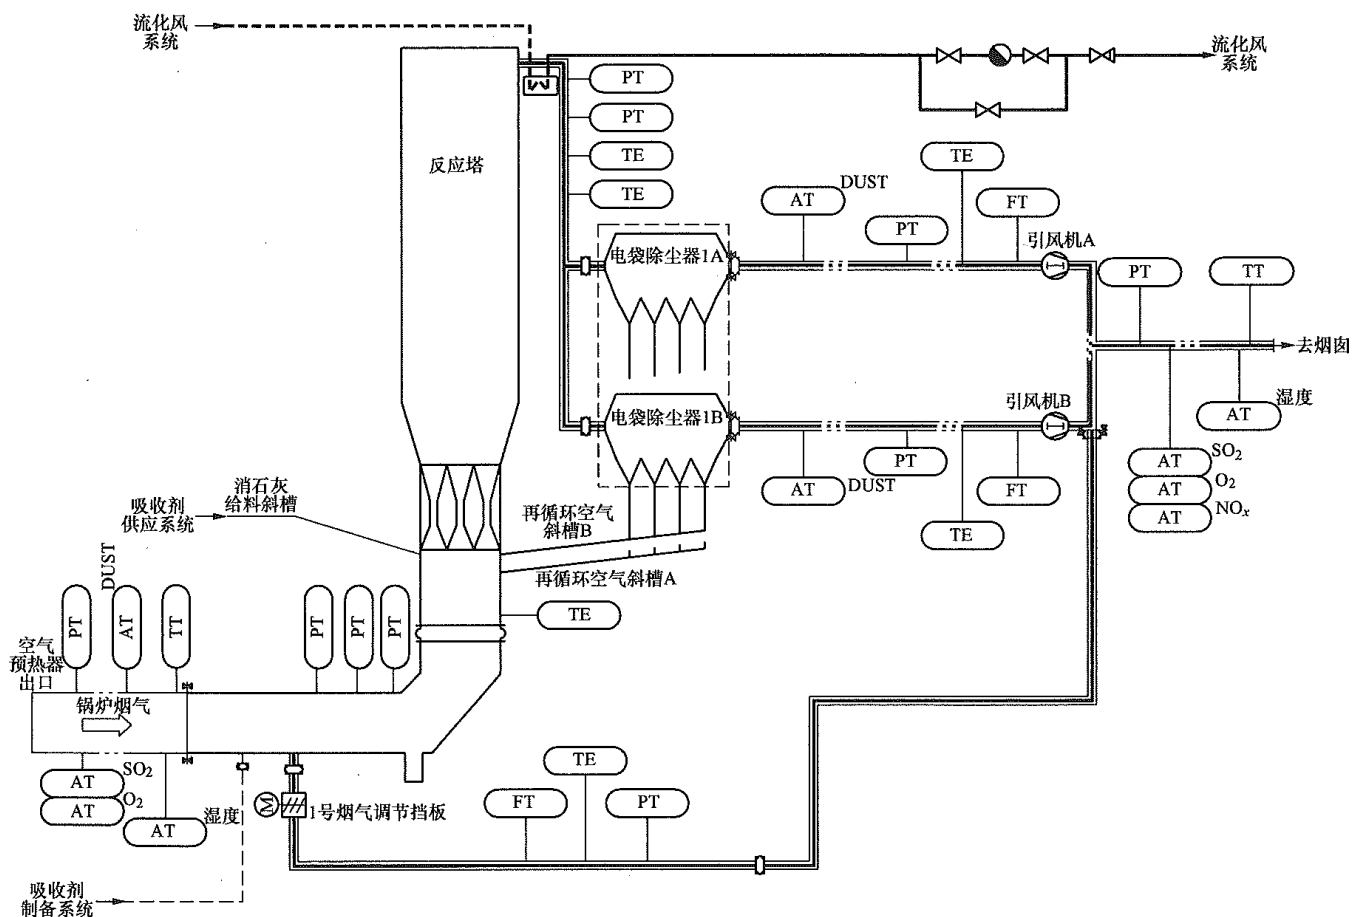 流化风
系统
流化风
系统
PT
PT
TE
TE
反应塔
TE
DUST
AT
FT
PT
引风机A
电袋除尘器1A
PT
TT
去烟囱
湿度
AT
引风机B
电袋除尘器1B
PT
AT
DUST
FT
TE
AT
SO₂
AT
O₂
AT
NOₓ
消石灰
给料斜槽
吸收剂
供应系统
再循环空气
斜槽B
再循环空气斜槽A
TE
DUST
PT
AT
TT
PT
PT
PT
空气
预热器
出口
锅炉烟气
AT
SO₂
AT
O₂
AT
湿度
M
1号烟气调节挡板
TE
FT
PT
吸收剂
制备系统